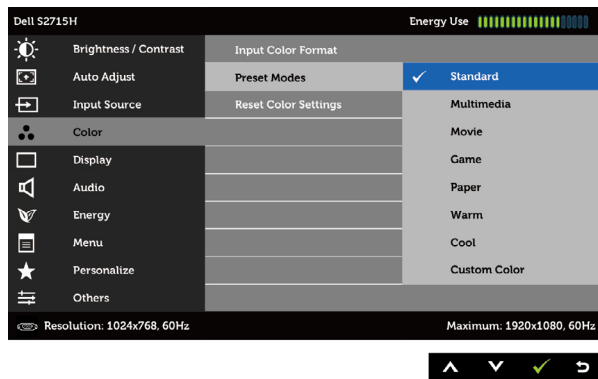 Dell S2715H Energy Use
Brightness / Contrast Input Color Format
Auto Adjust Preset Modes Standard
Input Source Reset Color Settings Multimedia
Color Movie
Display Game
Audio Paper
Energy Warm
Menu Cool
Personalize Custom Color
Others
Resolution: 1024x768, 60Hz Maximum: 1920x1080, 60Hz